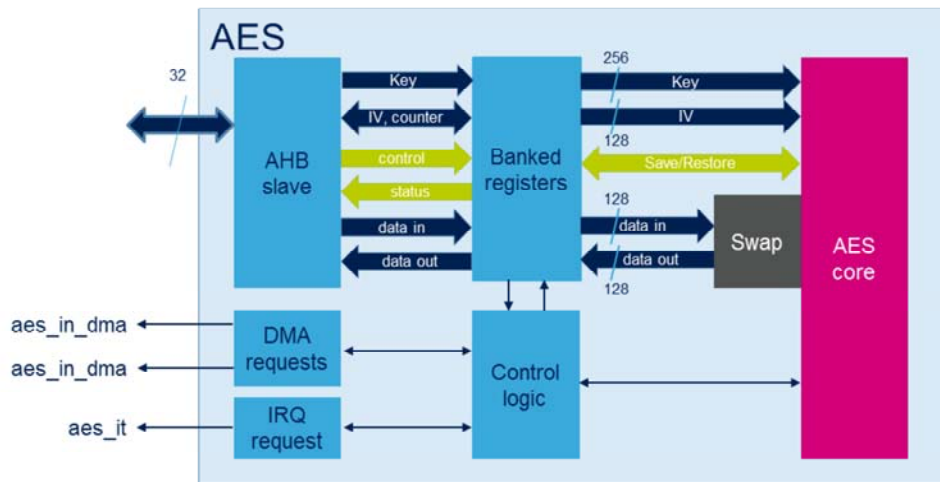 AES
32
AHB
slave
Key
IV, counter
control
status
data in
data out
Banked
registers
256
Key
IV
128
Save/Restore
128
data in
data out
128
Swap
AES
core
aes_in_dma
aes_in_dma
DMA
requests
aes_it
IRQ
request
Control
logic